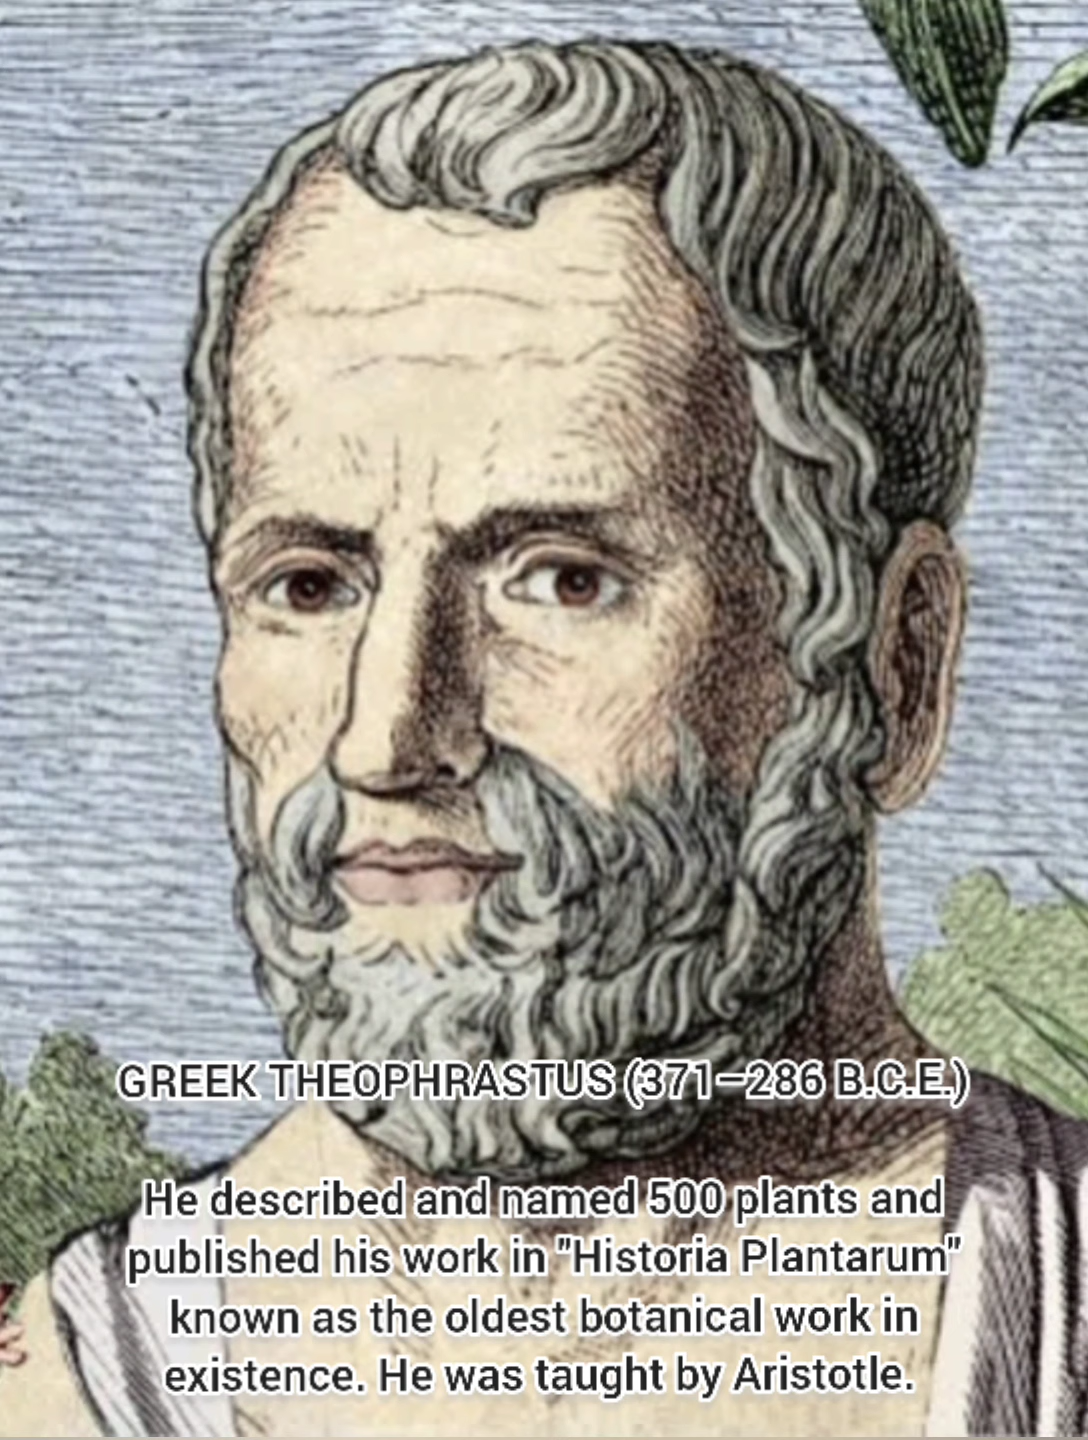 GREEK THEOPHRASTUS (371–286 B.C.E.)
He described and named 500 plants and
published his work in "Historia Plantarum"
known as the oldest botanical work in
existence. He was taught by Aristotle.